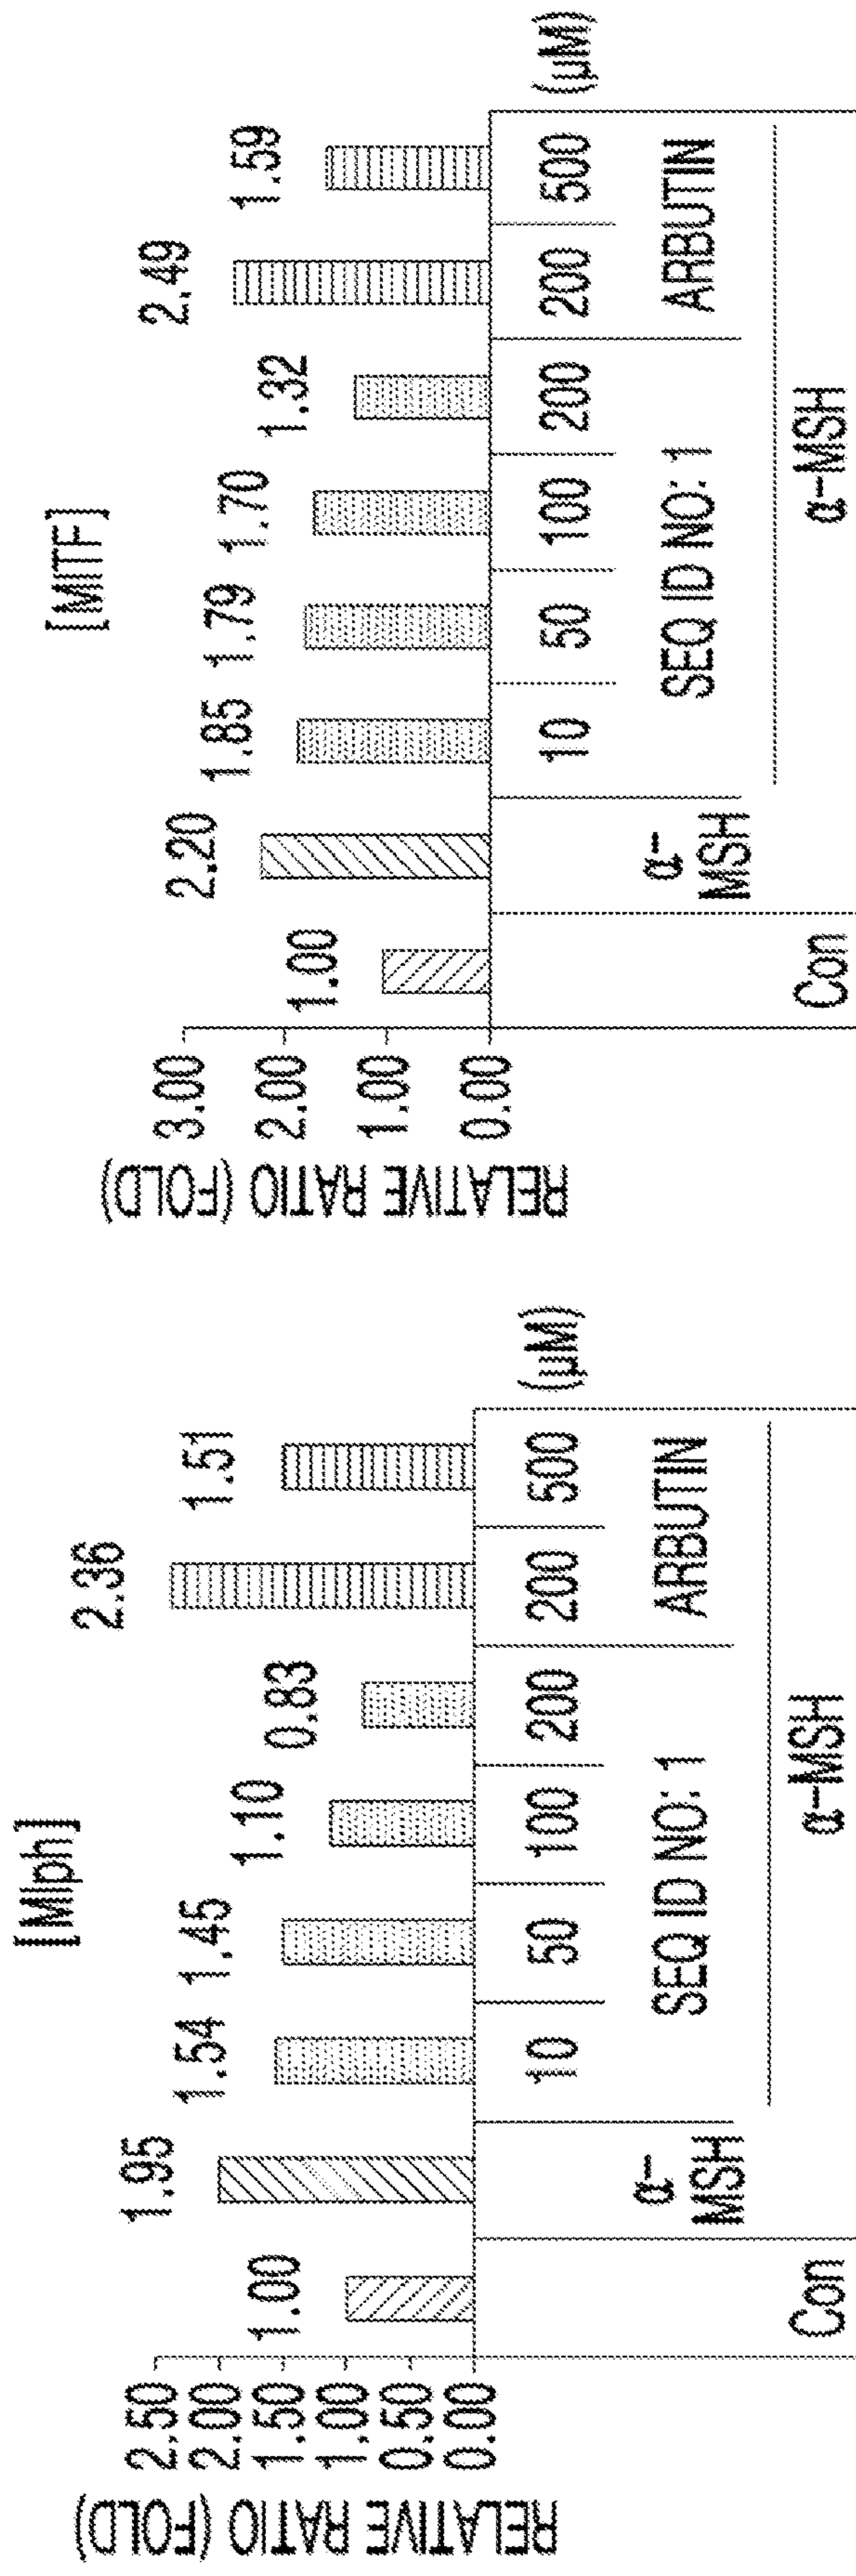 [Mlph]
RELATIVE RATIO (FOLD)
2.50
2.00
1.50
1.00
0.50
0.00
1.00
1.95
1.54
1.45
1.10
0.83
2.36
1.51
10 50 100 200 200 500 (μM)
α-
MSH
SEQ ID NO: 1 ARBUTIN
Con α-MSH
[MITF]
RELATIVE RATIO (FOLD)
3.00
2.00
1.00
0.00
1.00
2.20
1.85
1.79
1.70
1.32
2.49
1.59
10 50 100 200 200 500 (μM)
α-
MSH
SEQ ID NO: 1 ARBUTIN
Con α-MSH